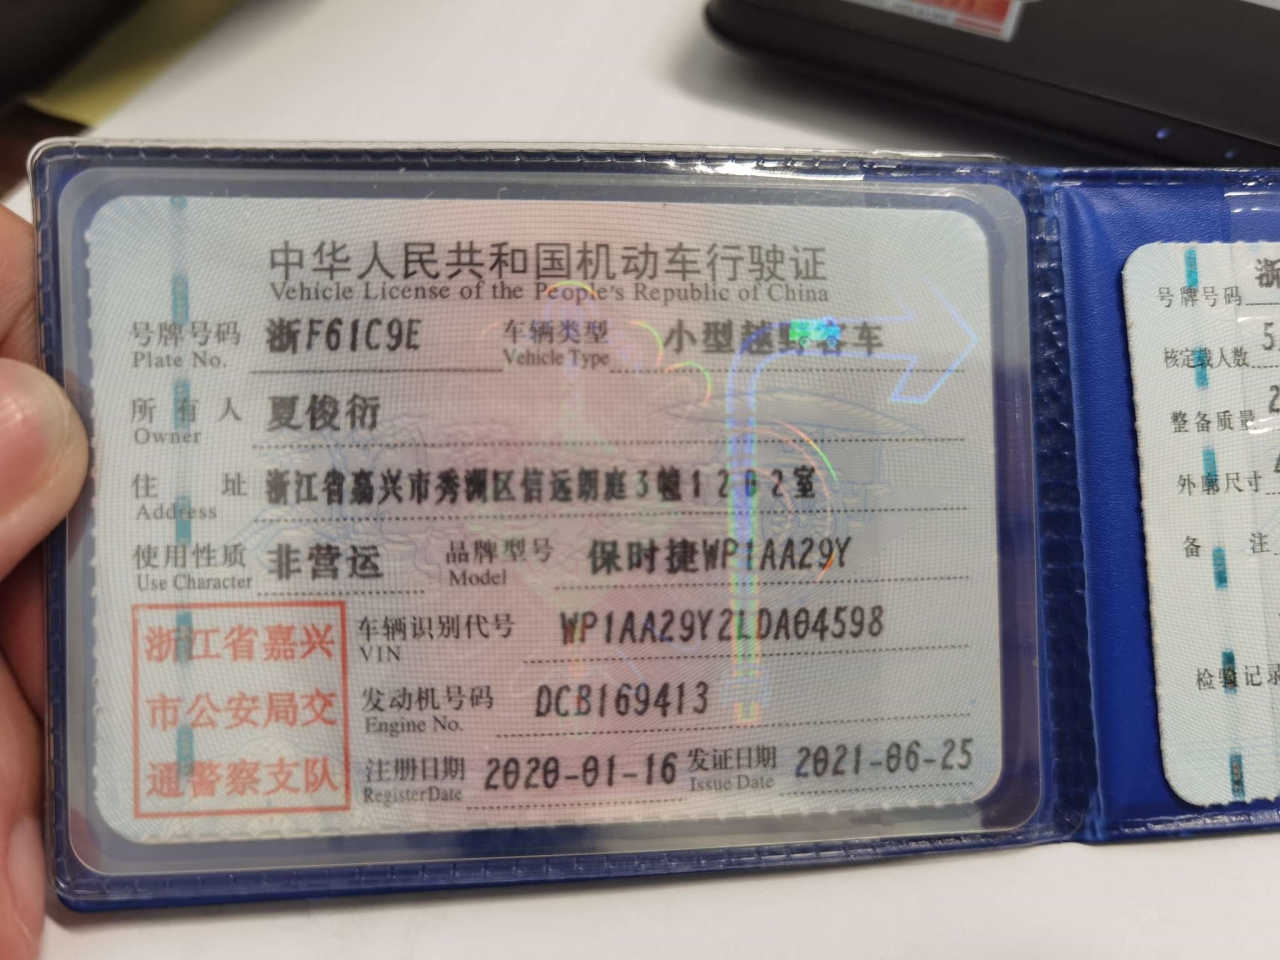 中华人民共和国机动车行驶证
Vehicle License of the People's Republic of China
号牌号码 浙F61C9E 车辆类型 小型越野客车
Plate No. Vehicle Type
所有人 夏俊衍
Owner
住址 浙江省嘉兴市秀洲区信远朗庭3幢1202室
Address
使用性质 非营运 品牌型号 保时捷WP1AA29Y
Use Character Model
浙江省嘉兴
市公安局交
通警察支队
车辆识别代号 WP1AA29Y2LDA04598
VIN
发动机号码 DCB169413
Engine No.
注册日期 2020-01-16 发证日期 2021-06-25
Register Date Issue Date
号牌号码 浙
核定载人数 5
整备质量 2
外廓尺寸
备注
检验记录